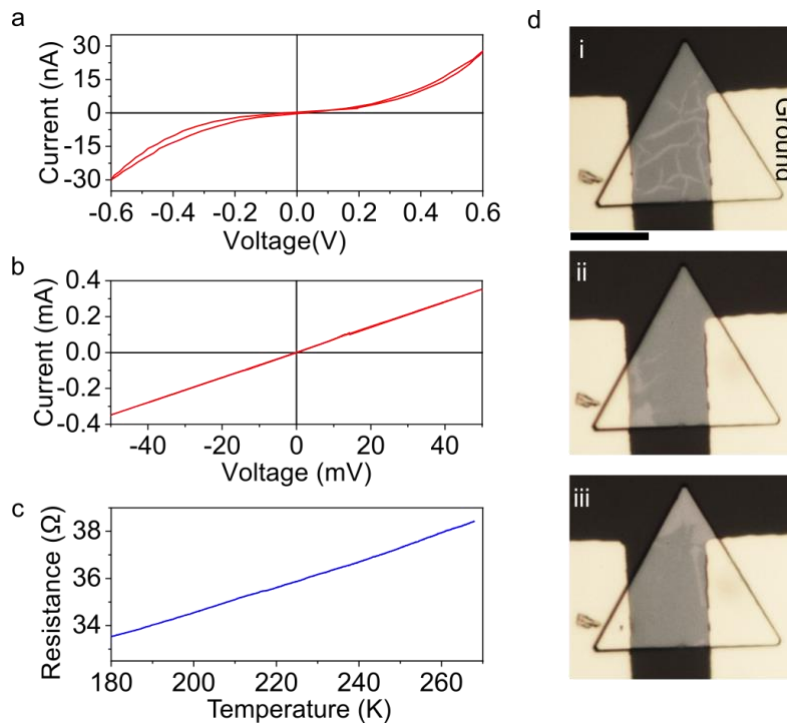 a
Current (nA)
30
15
0
-15
-30
-0.6 -0.4 -0.2 0.0 0.2 0.4 0.6
Voltage(V)
b
Current (mA)
0.4
0.2
0.0
-0.2
-0.4
-40 -20 0 20 40
Voltage (mV)
c
Resistance (Ω)
38
36
34
180 200 220 240 260
Temperature (K)
d
i
Ground
ii
iii